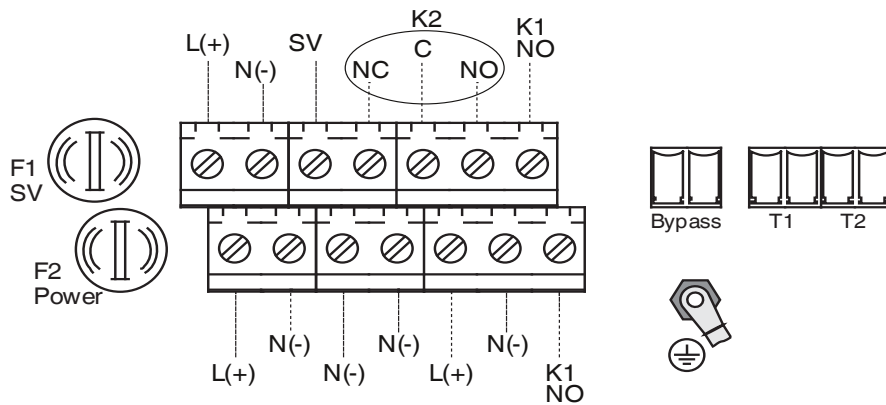 K2
L(+)
SV
C
K1
NO
N(-)
NC
NO
F1
SV
Bypass
T1
T2
F2
Power
N(-)
N(-)
N(-)
L(+)
N(-)
L(+)
K1
NO